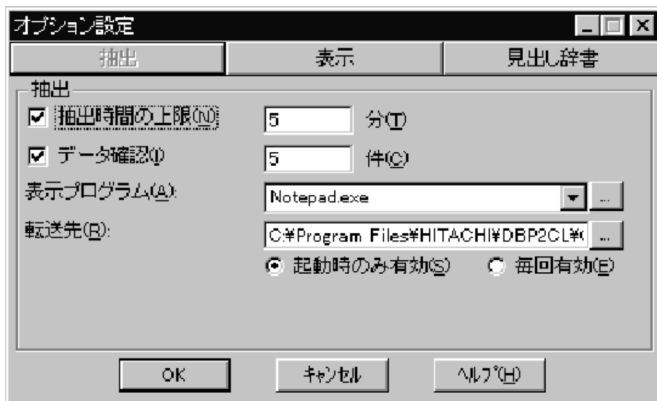 オプション設定
抽出 表示 見出し辞書
抽出
抽出時間の上限(N) 5 分(T)
データ確認(I) 5 件(C)
表示プログラム(A): Notepad.exe ...
転送先(R): C:¥Program Files¥HITACHI¥DBP2CL¥ ...
起動時のみ有効(S) 毎回有効(E)
OK キャンセル ヘルプ(H)